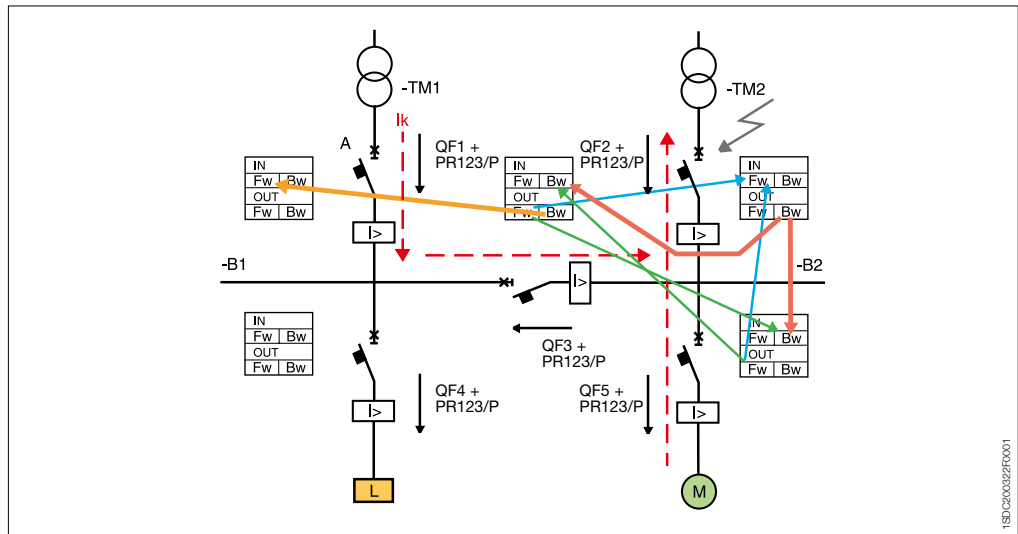 -TM1
-TM2
Ik
A
QF1 +
PR123/P
QF2 +
PR123/P
IN
Fw Bw
OUT
Fw Bw
IN
Fw Bw
OUT
Fw Bw
IN
Fw Bw
OUT
Fw Bw
I>
I>
-B1
-B2
I>
IN
Fw Bw
OUT
Fw Bw
QF3 +
PR123/P
IN
Fw Bw
OUT
Fw Bw
QF4 +
PR123/P
QF5 +
PR123/P
I>
I>
L
M
1SDC200322F0001